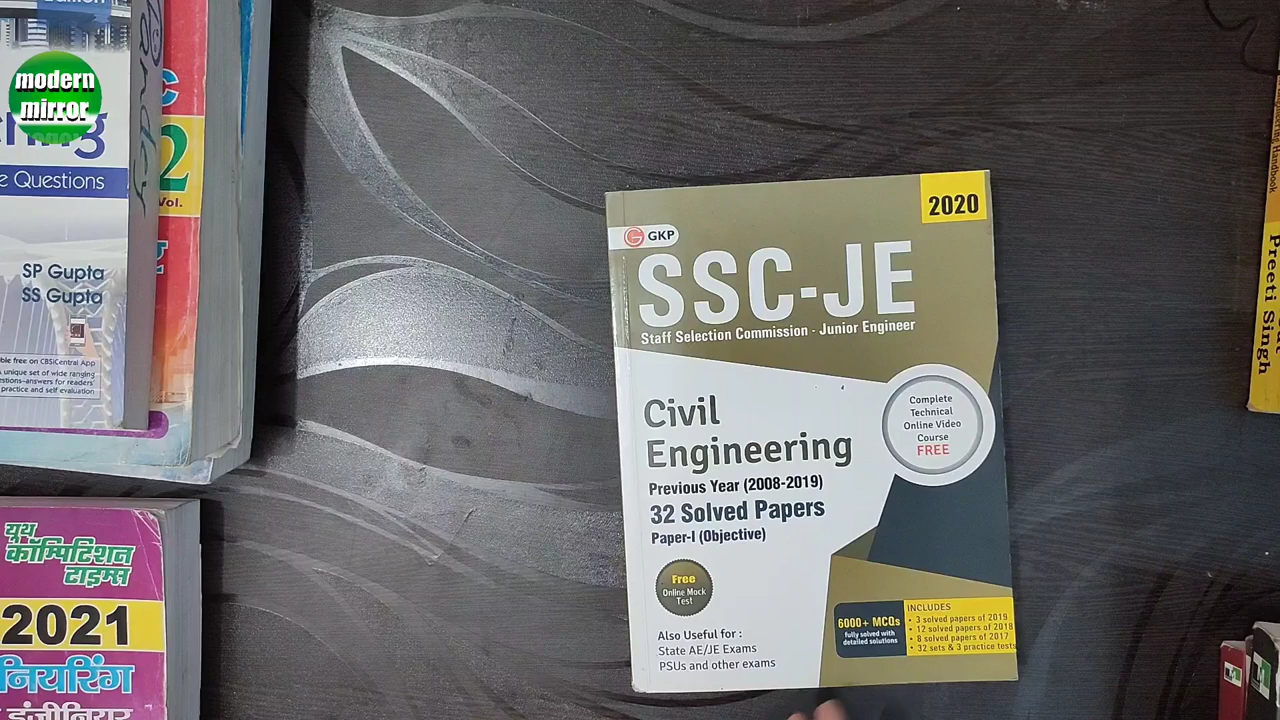 Edition
modern
mirror
Pandey
2
Vol.
e Questions
SP Gupta
SS Gupta
ble free on CBSiCentral App
A unique set of wide ranging
estions-answers for readers'
practice and self evaluation
यूथ
कॉम्पिटिशन
टाइम्स
2021
नियरिंग
2020
GKP
SSC-JE
Staff Selection Commission - Junior Engineer
Complete
Technical
Online Video
Course
FREE
Civil
Engineering
Previous Year (2008-2019)
32 Solved Papers
Paper-I (Objective)
Free
Online Mock
Test
Also Useful for :
State AE/JE Exams
PSUs and other exams
6000+ MCQs
fully solved with
detailed solutions
INCLUDES
• 3 solved papers of 2019
• 12 solved papers of 2018
• 8 solved papers of 2017
• 32 sets & 3 practice tests
Handbook
Preeti Singh